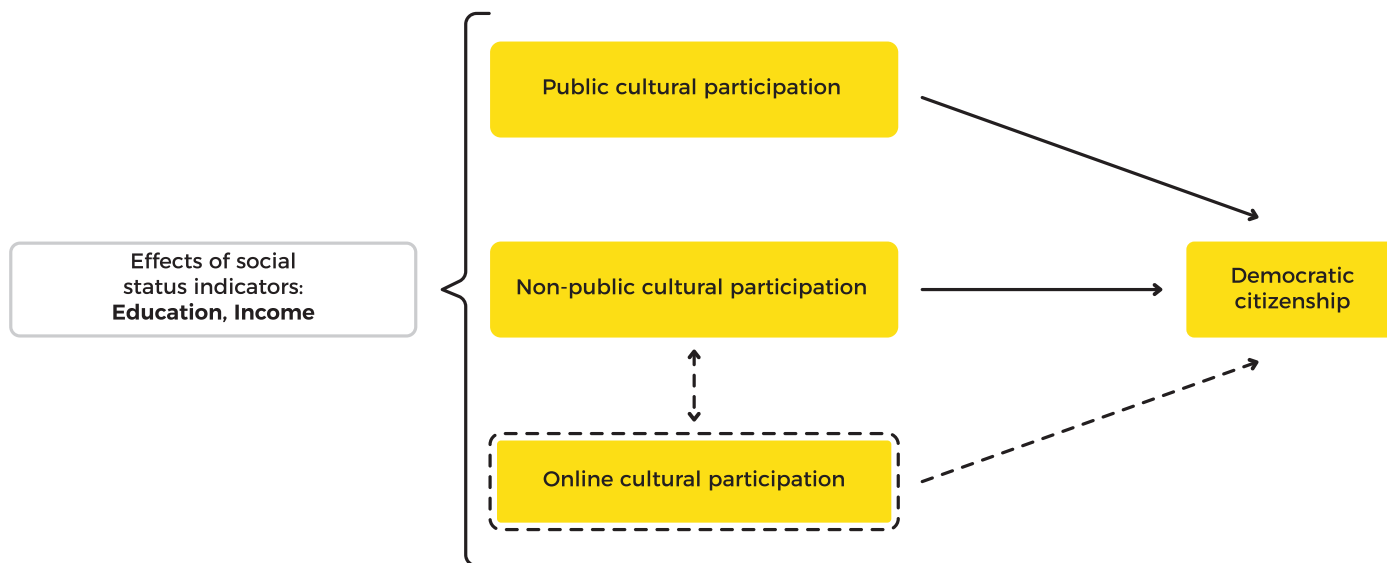 Public cultural participation
Effects of social
status indicators:
Education, Income
Non-public cultural participation
Democratic
citizenship
Online cultural participation